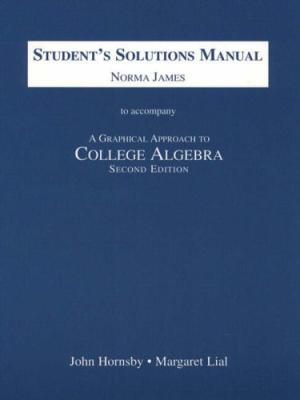 STUDENT'S SOLUTIONS MANUAL
NORMA JAMES
to accompany
A GRAPHICAL APPROACH TO
COLLEGE ALGEBRA
SECOND EDITION
John Hornsby • Margaret Lial